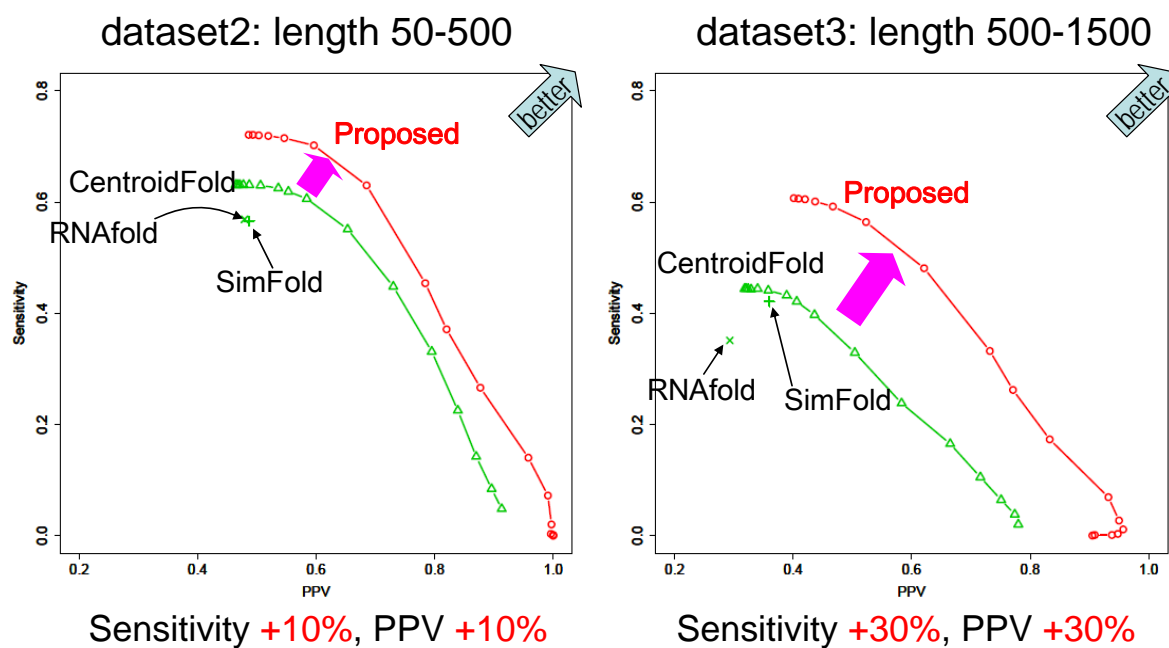 dataset2: length 50-500
better
0.8
0.6
0.4
0.2
0.0
Sensitivity
Proposed
CentroidFold
RNAfold
SimFold
0.2 0.4 0.6 0.8 1.0
PPV
Sensitivity +10%, PPV +10%
dataset3: length 500-1500
better
0.8
0.6
0.4
0.2
0.0
Sensitivity
Proposed
CentroidFold
RNAfold
SimFold
0.2 0.4 0.6 0.8 1.0
PPV
Sensitivity +30%, PPV +30%